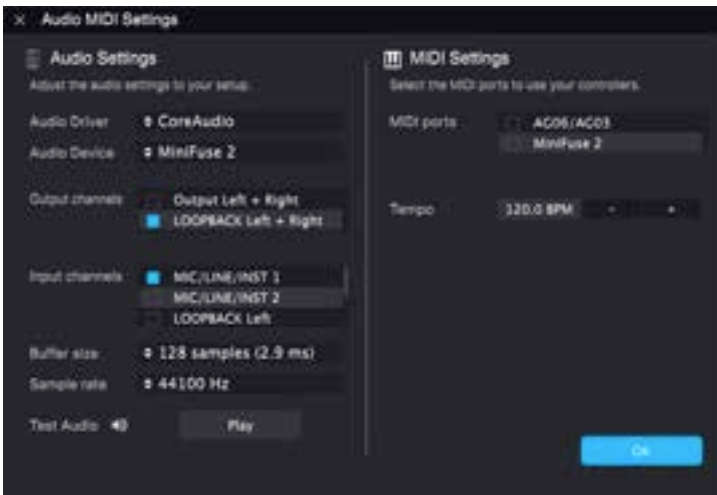 × Audio MIDI Settings
Audio Settings
Adjust the audio settings to your setup.
Audio Driver CoreAudio
Audio Device MiniFuse 2
Output channels Output Left + Right
LOOPBACK Left + Right
Input channels MIC/LINE/INST 1
MIC/LINE/INST 2
LOOPBACK Left
Buffer size 128 samples (2.9 ms)
Sample rate 44100 Hz
Test Audio Play
MIDI Settings
Select the MIDI ports to use your controllers.
MIDI ports AG06/AG03
MiniFuse 2
Tempo 120.0 BPM - +
Ok